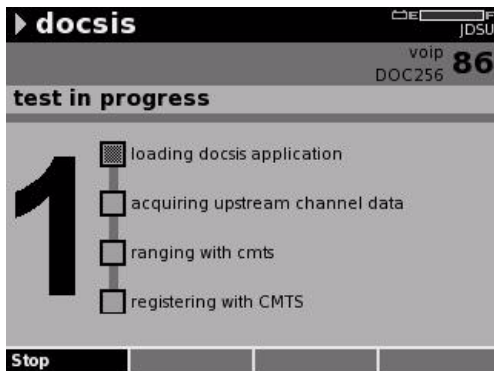 docsis
E F
JDSU
voip
DOC256 86
test in progress
1
loading docsis application
acquiring upstream channel data
ranging with cmts
registering with CMTS
Stop